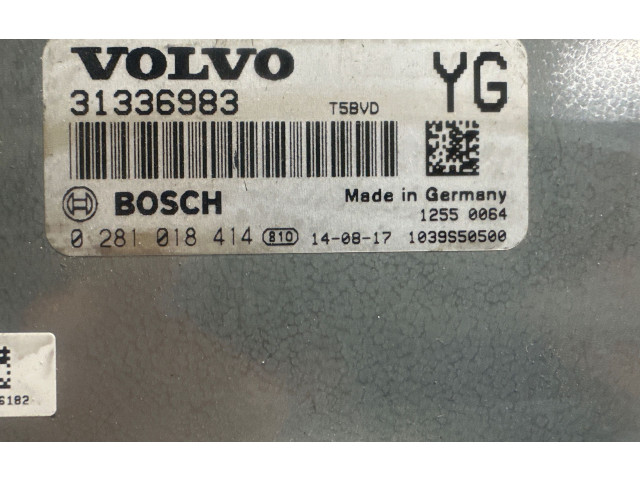 VOLVO YG
31336983 T5BVD
BOSCH Made in Germany
1255 0064
0 281 018 414 810 14-08-17 1039S50500
6182